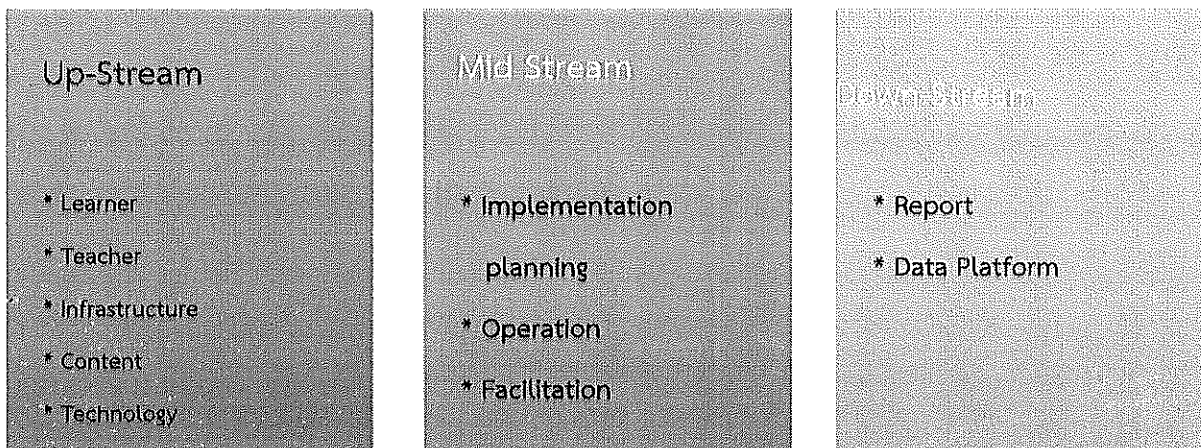 Up-Stream
* Learner
* Teacher
* Infrastructure
* Content
* Technology
Mid Stream
* Implementation
planning
* Operation
* Facilitation
Down Stream
* Report
* Data Platform